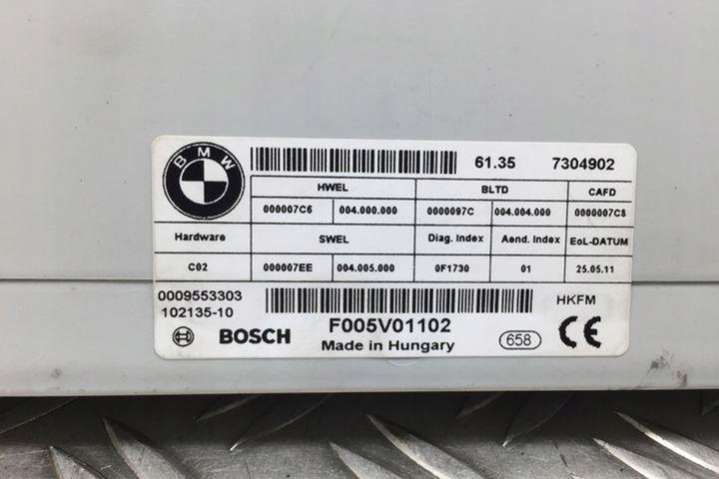 BMW
61.35 7304902
HWEL BLTD CAFD
000007C6 004.000.000 0000097C 004.004.000 0000007C8
Hardware SWEL Diag. Index Aend. Index EoL-DATUM
C02 000007EE 004.005.000 0F1730 01 25.05.11
0009553303 HKFM
102135-10
BOSCH F005V01102 658 CE
Made in Hungary